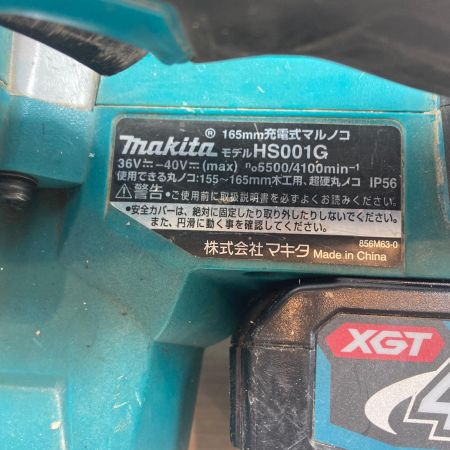 makita® 165mm充電式マルノコ
モデル HS001G
36V⎓-40V⎓(max) n₀5500/4100min⁻¹
使用できる丸ノコ:155~165mm木工用、超硬丸ノコ IP56
⚠警告 •ご使用前に取扱説明書を必ずよくお読みください。
•安全カバーは、絶対に固定したり取り外したりしないでください。
また、円滑に動く事を確認してください。
856M63-0
株式会社 マキタ Made in China
XGT
4